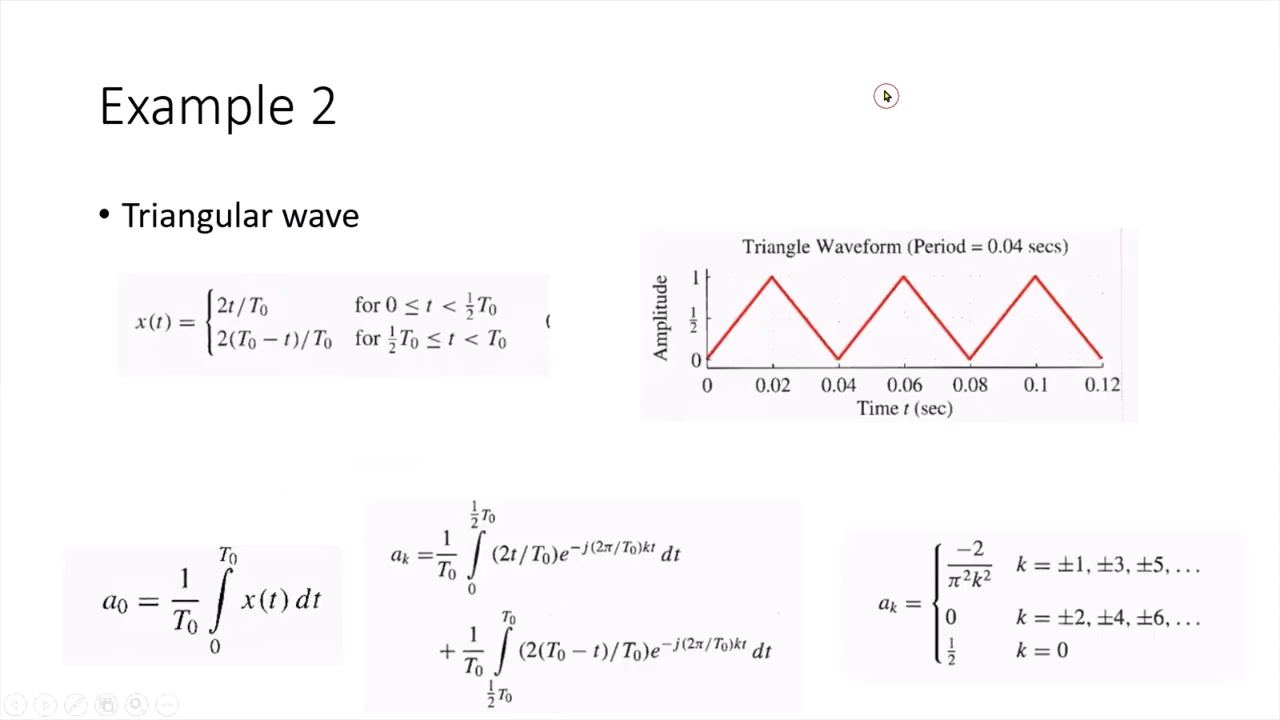 Example 2
• Triangular wave
x(t) = { 2t/T₀ for 0 ≤ t < ½T₀
2(T₀ − t)/T₀ for ½T₀ ≤ t < T₀
(
Triangle Waveform (Period = 0.04 secs)
Amplitude
1
½
0
0 0.02 0.04 0.06 0.08 0.1 0.12
Time t (sec)
a₀ = 1/T₀ ∫₀^T₀ x(t) dt
aₖ = 1/T₀ ∫₀^½T₀ (2t/T₀)e^−j(2π/T₀)kt dt
+ 1/T₀ ∫_½T₀^T₀ (2(T₀ − t)/T₀)e^−j(2π/T₀)kt dt
aₖ = { −2/π²k² k = ±1, ±3, ±5, . . .
0 k = ±2, ±4, ±6, . . .
½ k = 0